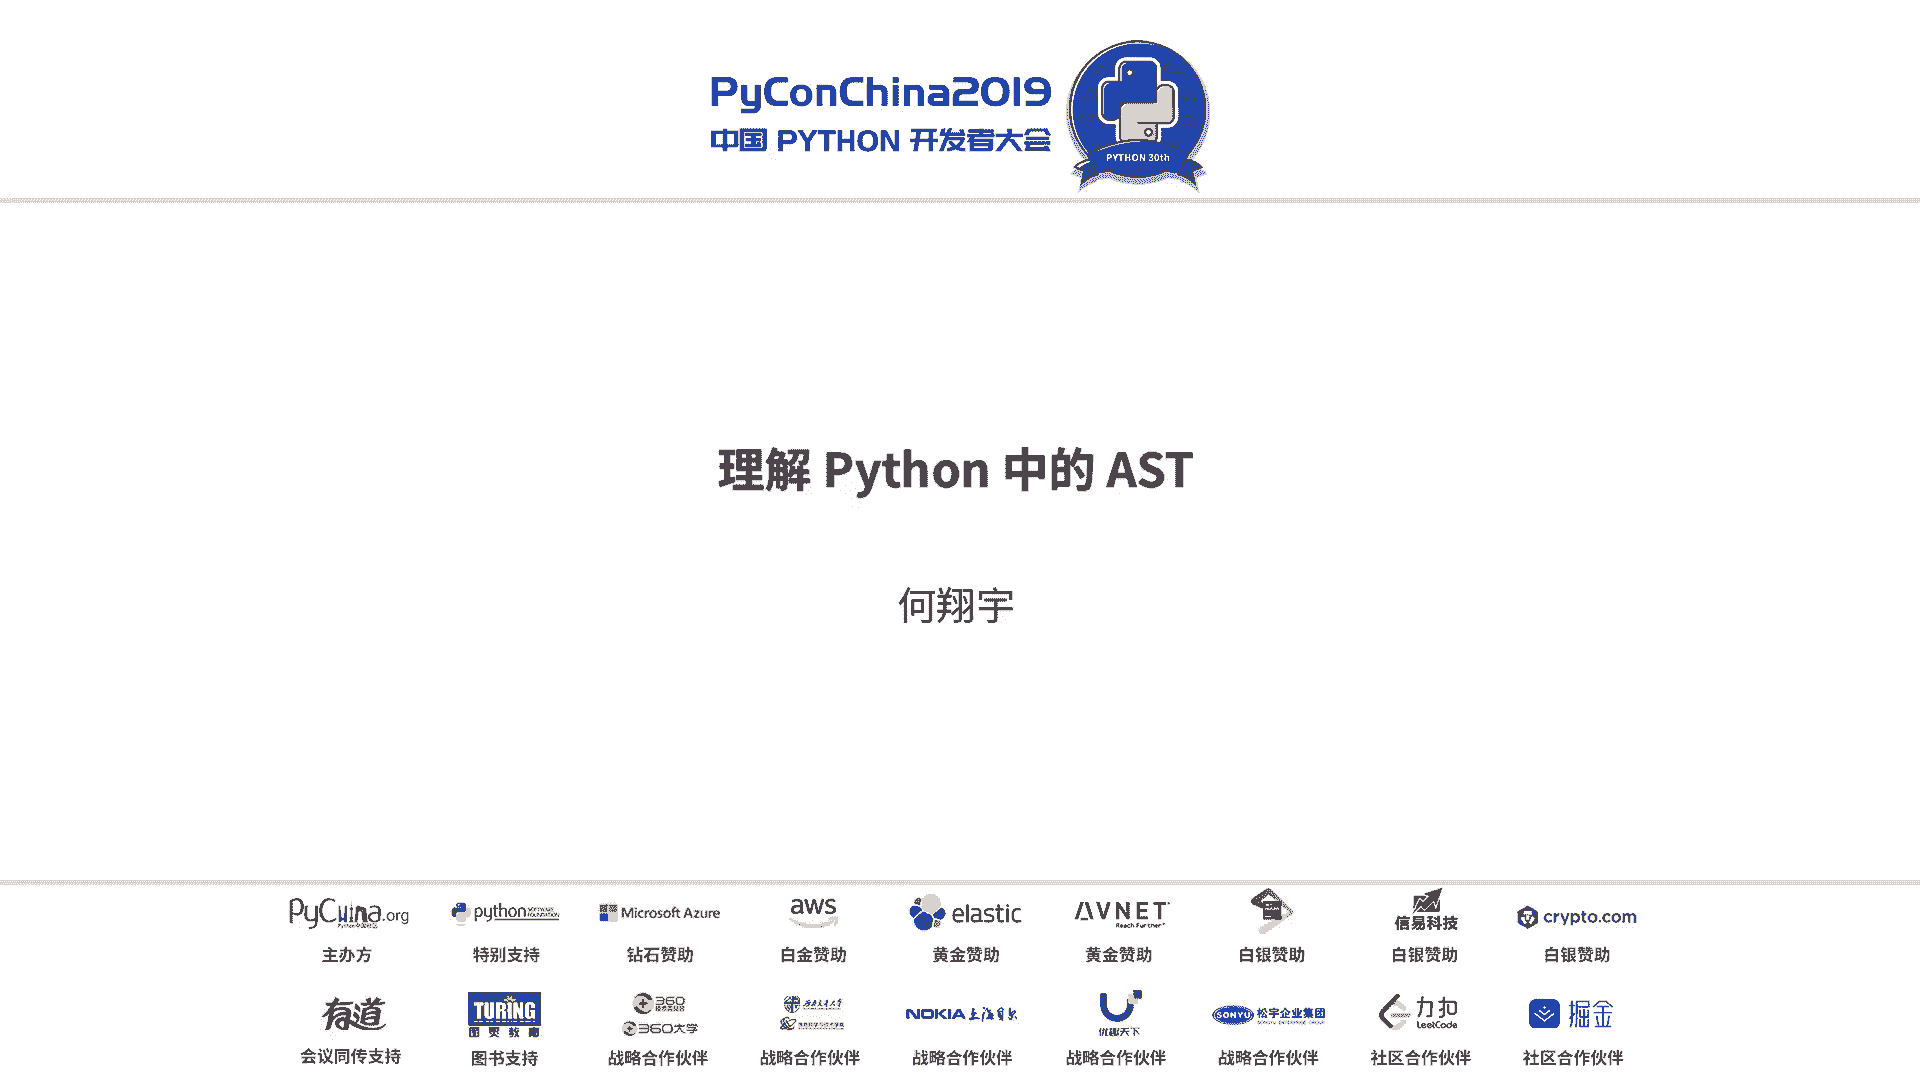 PyConChina2019
中国 PYTHON 开发者大会
PYTHON 30th
理解 Python 中的 AST
何翔宇
PyChina.org
python
Microsoft Azure
aws
elastic
AVNET
Reach Further
信易科技
crypto.com
主办方
特别支持
钻石赞助
白金赞助
黄金赞助
黄金赞助
白银赞助
白银赞助
白银赞助
有道
TURING
图灵教育
360
360大学
NOKIA 上海贝尔
优趣天下
SONYU 松宇企业集团
力扣
LeetCode
掘金
会议同传支持
图书支持
战略合作伙伴
战略合作伙伴
战略合作伙伴
战略合作伙伴
战略合作伙伴
社区合作伙伴
社区合作伙伴